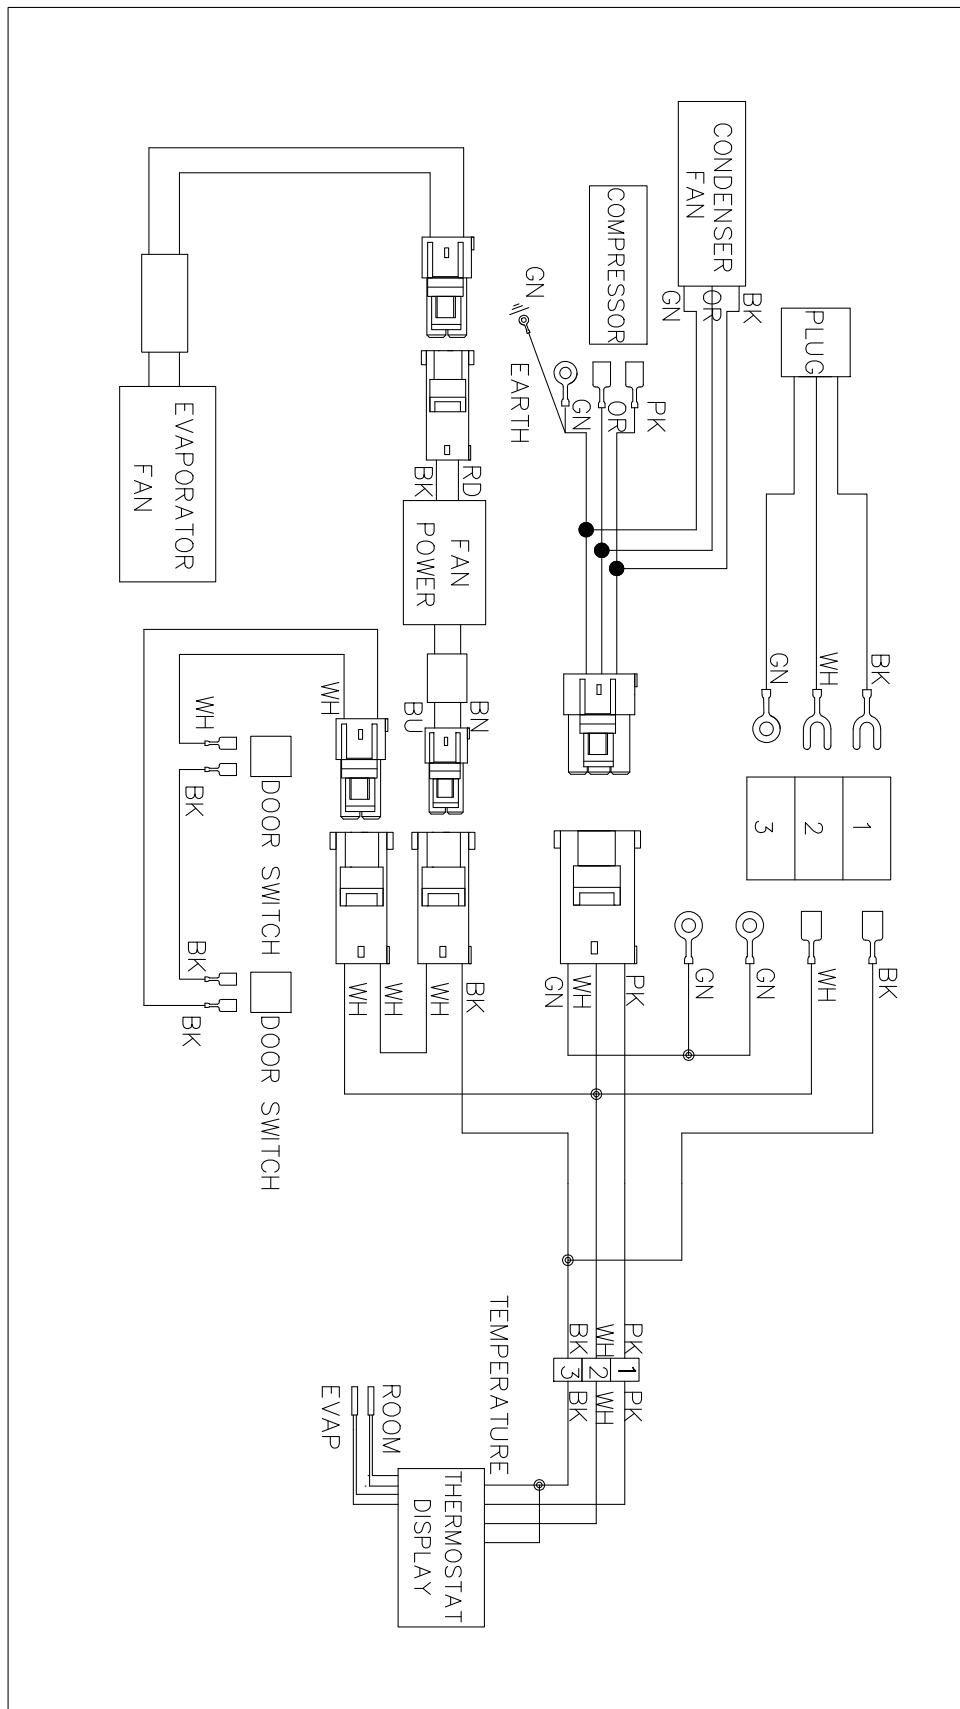 BK
BK
PLUG
WH
1
2
3
WH
GN
GN
BK
OR
GN
CONDENSER
FAN
GN
COMPRESSOR
PK
OR
GN
PK
WH
GN
PK
WH
BK
1
2
3
PK
WH
BK
GN
EARTH
RD
BK
FAN
POWER
BN
BU
BK
WH
WH
WH
TEMPERATURE
THERMOSTAT
DISPLAY
ROOM
EVAP
WH
WH
BK
DOOR SWITCH
BK
BK
DOOR SWITCH
EVAPORATOR
FAN